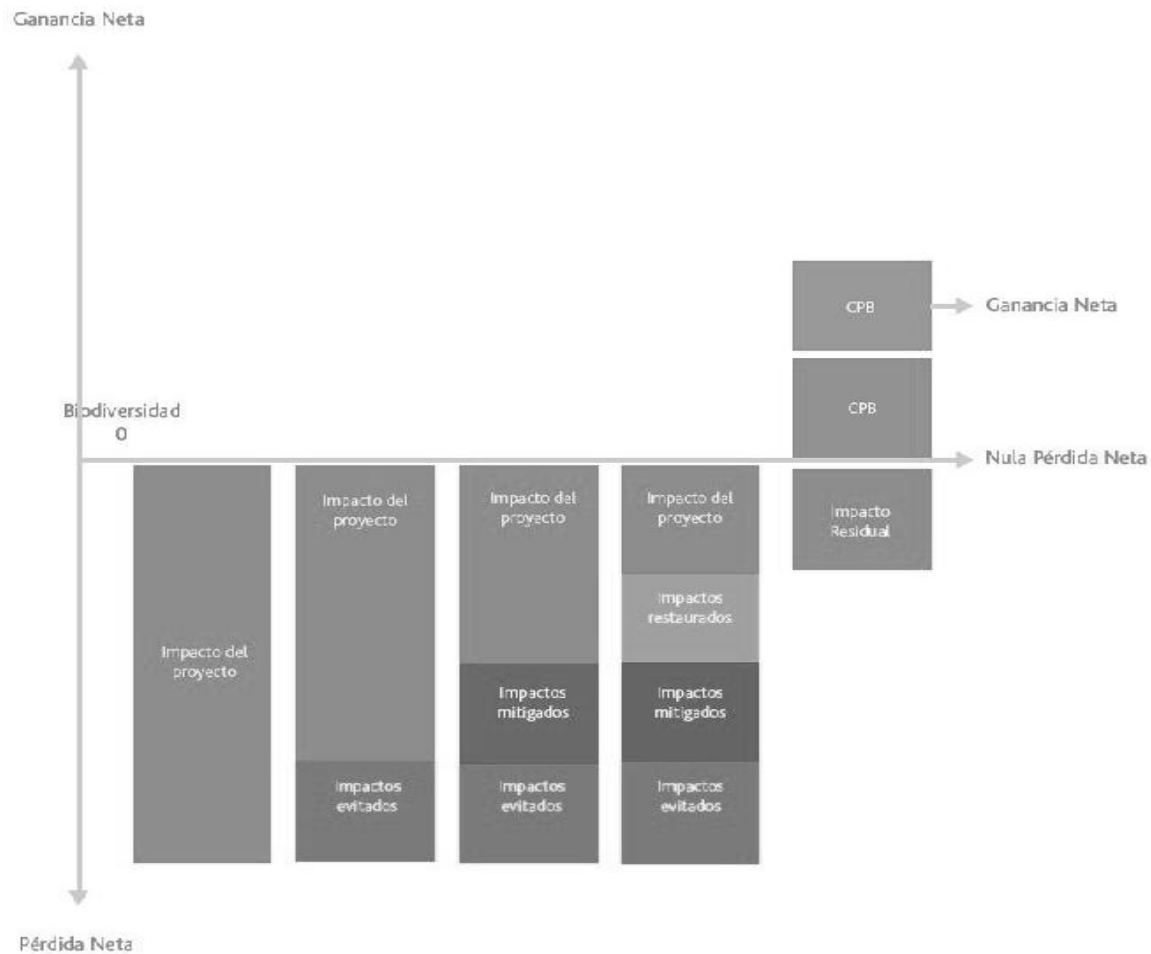 Ganancia Neta
CPB
Ganancia Neta
CPB
Biodiversidad
0
Nula Pérdida Neta
Impacto del
proyecto
Impacto del
proyecto
Impactos
evitados
Impacto del
proyecto
Impactos
mitigados
Impactos
evitados
Impacto del
proyecto
Impactos
restaurados
Impactos
mitigados
Impactos
evitados
Impacto
Residual
Pérdida Neta